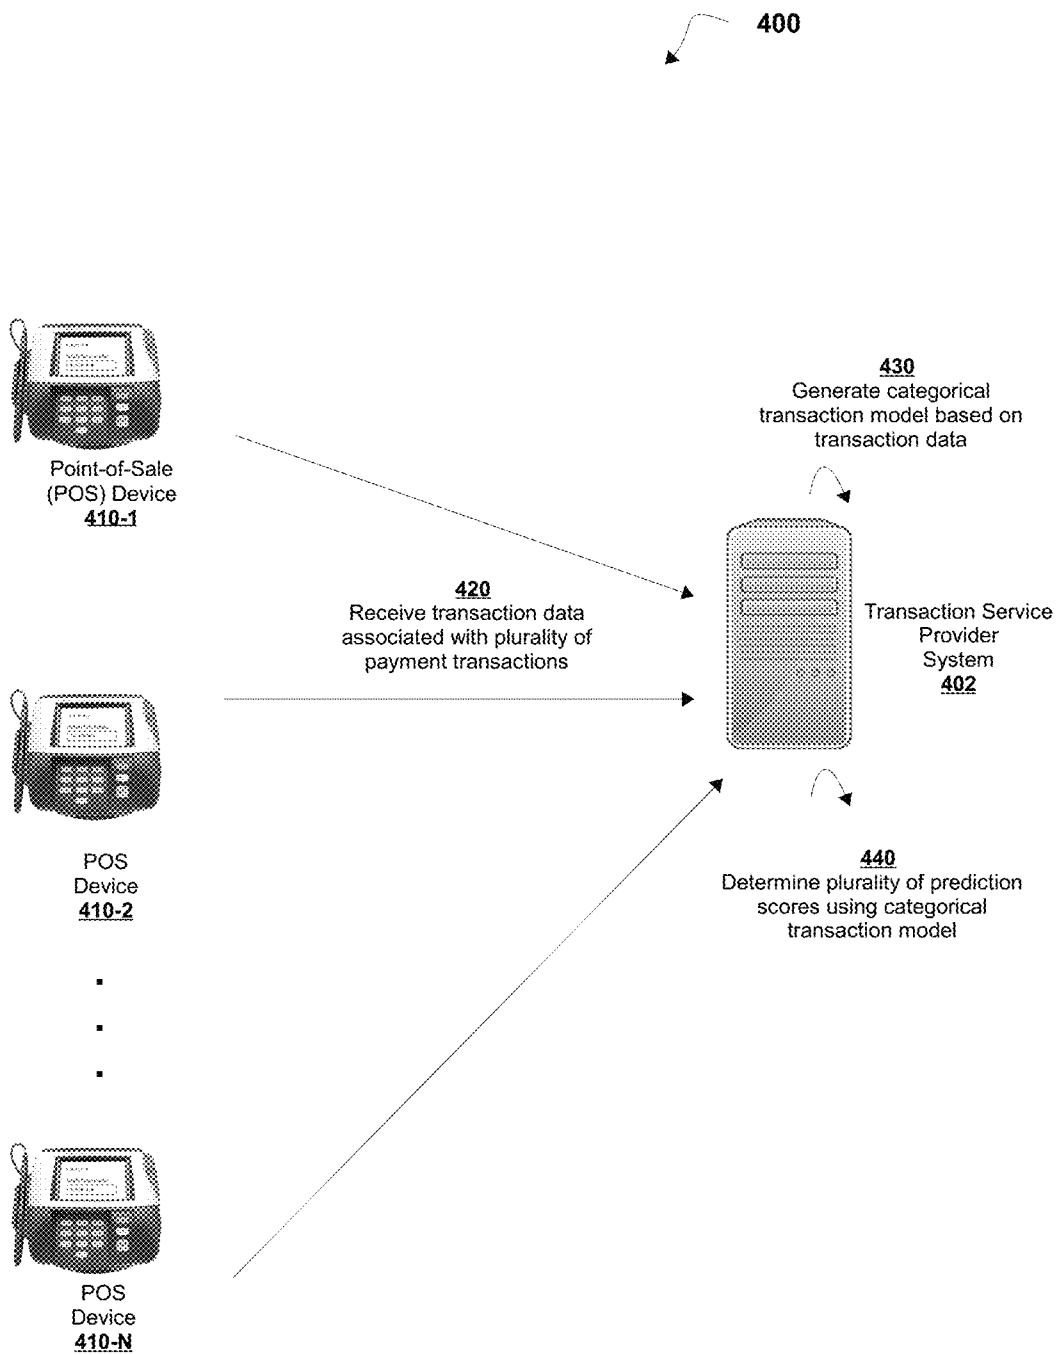 400
430
Generate categorical
transaction model based on
transaction data
Point-of-Sale
(POS) Device
410-1
420
Receive transaction data
associated with plurality of
payment transactions
Transaction Service
Provider
System
402
POS
Device
410-2
440
Determine plurality of prediction
scores using categorical
transaction model
POS
Device
410-N